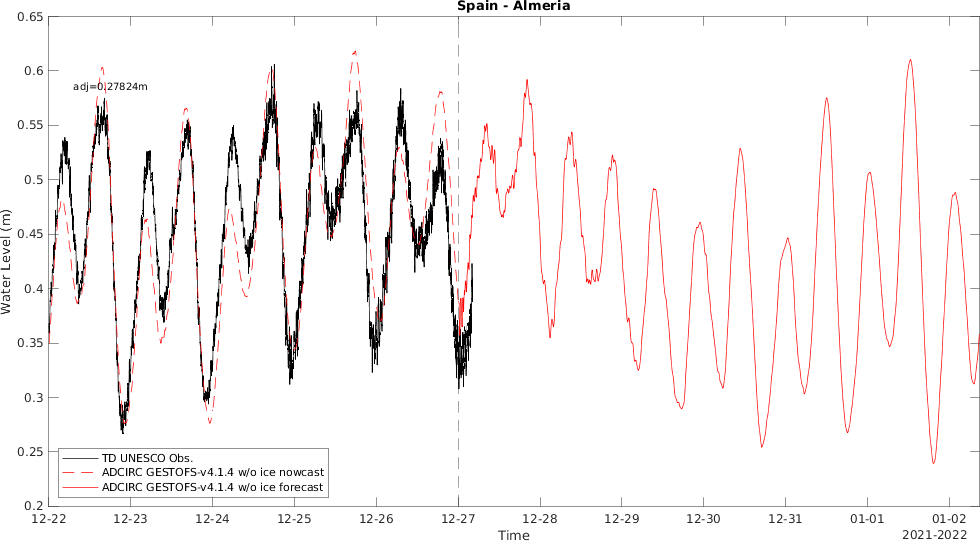 Spain - Almeria
0.65
0.6
0.55
0.5
0.45
0.4
0.35
0.3
0.25
0.2
Water Level (m)
adj=0.27824m
TD UNESCO Obs.
ADCIRC GESTOFS-v4.1.4 w/o ice nowcast
ADCIRC GESTOFS-v4.1.4 w/o ice forecast
12-22 12-23 12-24 12-25 12-26 12-27 12-28 12-29 12-30 12-31 01-01 01-02
Time
2021-2022